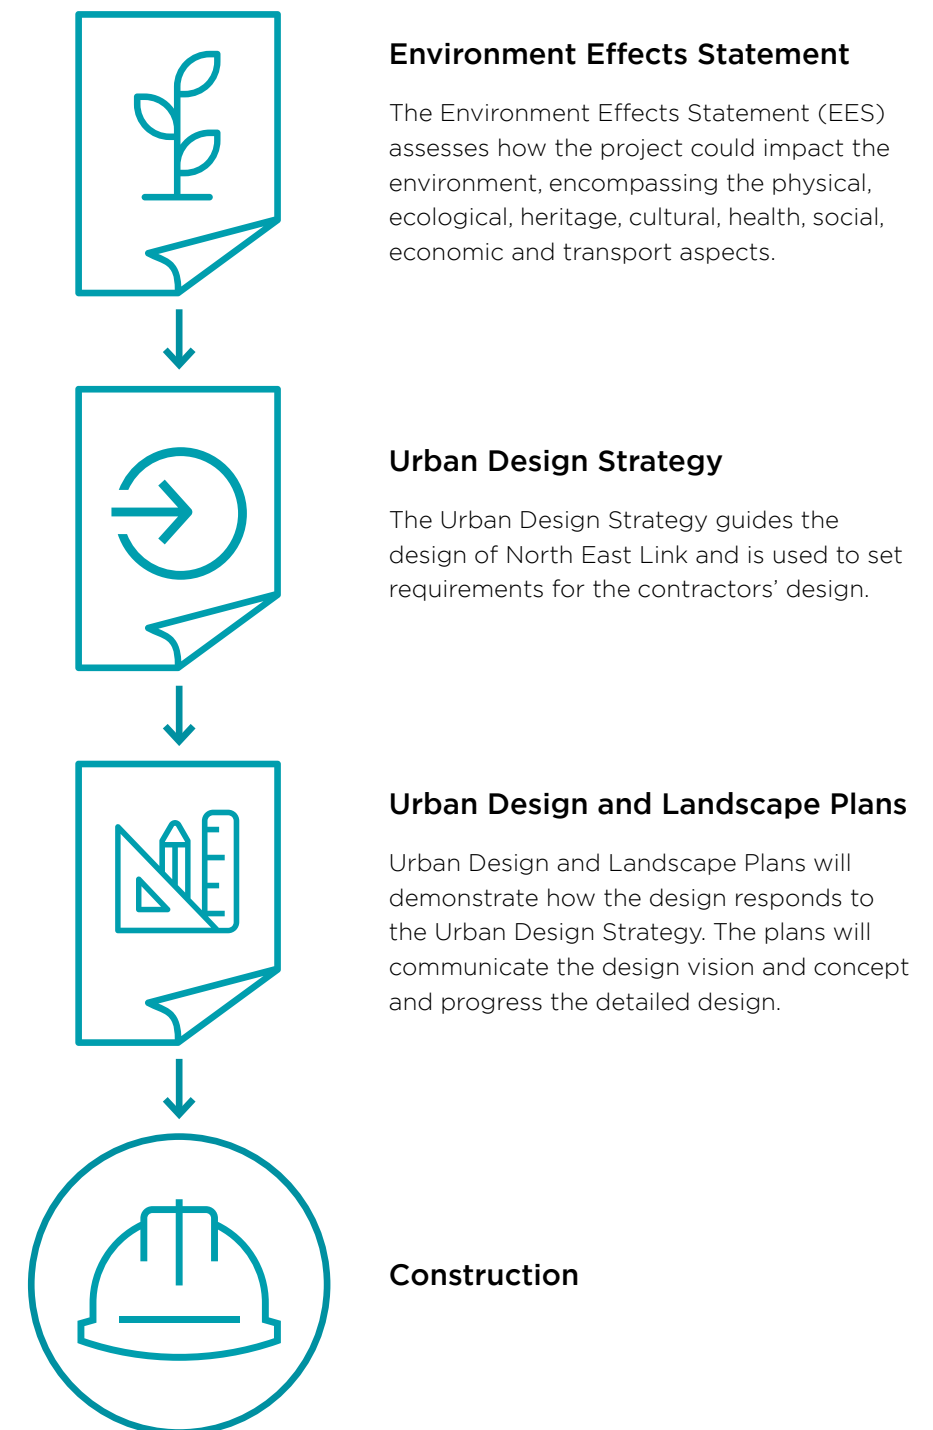 Environment Effects Statement
The Environment Effects Statement (EES)
assesses how the project could impact the
environment, encompassing the physical,
ecological, heritage, cultural, health, social,
economic and transport aspects.
Urban Design Strategy
The Urban Design Strategy guides the
design of North East Link and is used to set
requirements for the contractors’ design.
Urban Design and Landscape Plans
Urban Design and Landscape Plans will
demonstrate how the design responds to
the Urban Design Strategy. The plans will
communicate the design vision and concept
and progress the detailed design.
Construction